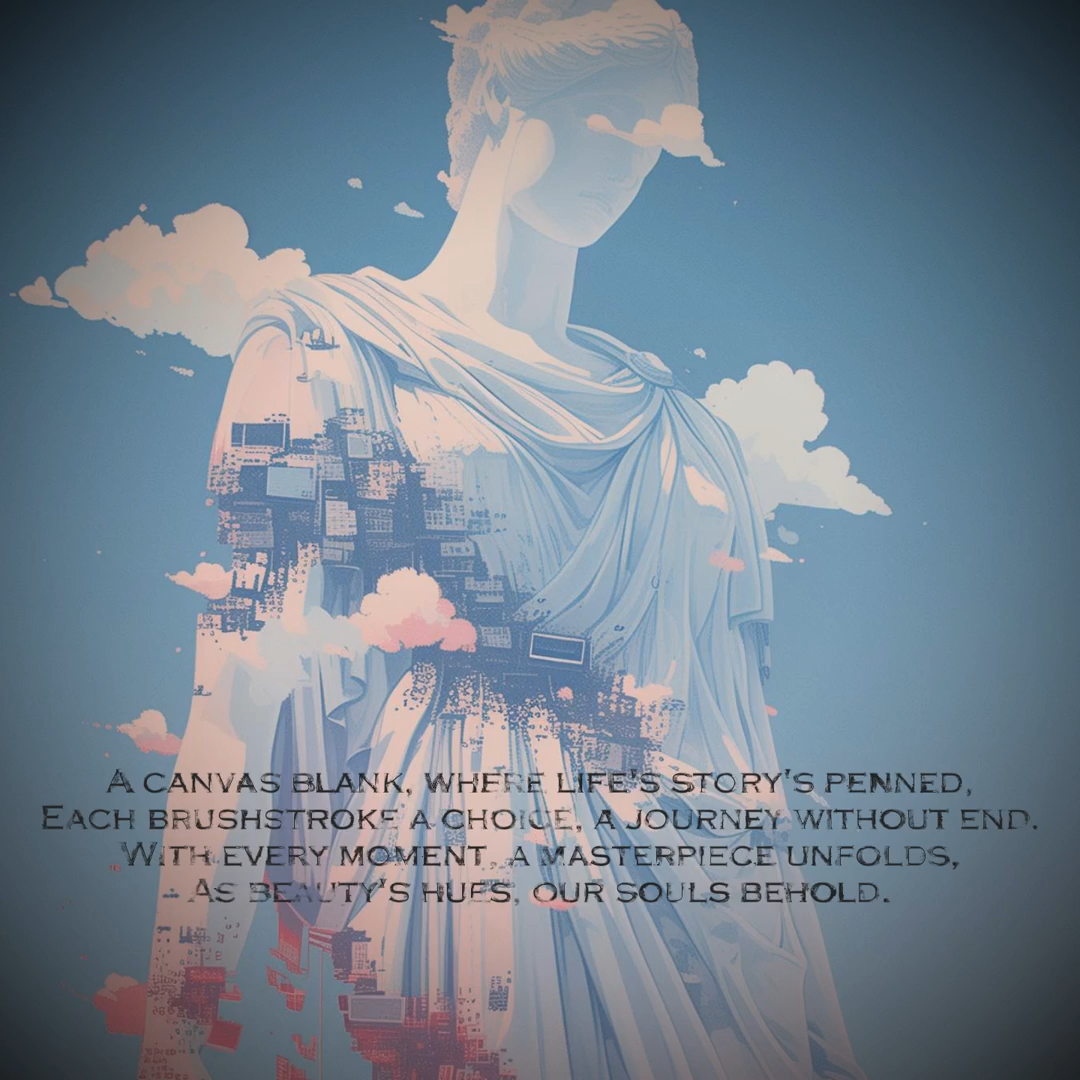 A CANVAS BLANK, WHERE LIFE'S STORY'S PENNED,
EACH BRUSHSTROKE A CHOICE, A JOURNEY WITHOUT END.
WITH EVERY MOMENT, A MASTERPIECE UNFOLDS,
AS BEAUTY'S HUES, OUR SOULS BEHOLD.